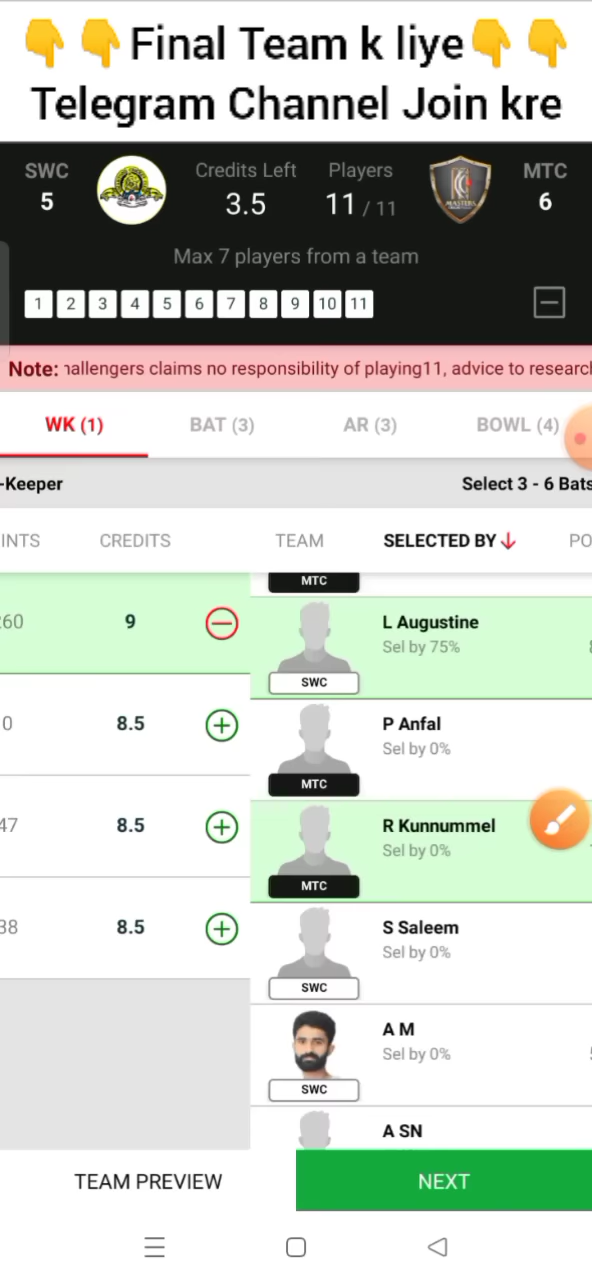 👇👇Final Team k liye👇👇
Telegram Channel Join kre
SWC Credits Left Players MTC
5 3.5 11 / 11 6
Max 7 players from a team
1 2 3 4 5 6 7 8 9 10 11
Note: hallengers claims no responsibility of playing11, advice to research
WK (1) BAT (3) AR (3) BOWL (4)
-Keeper Select 3 - 6 Bats
INTS CREDITS TEAM SELECTED BY PO
MTC
260 9 L Augustine
Sel by 75%
SWC
0 8.5 P Anfal
Sel by 0%
MTC
47 8.5 R Kunnummel
Sel by 0%
MTC
38 8.5 S Saleem
Sel by 0%
SWC
A M
Sel by 0%
SWC
A SN
TEAM PREVIEW NEXT